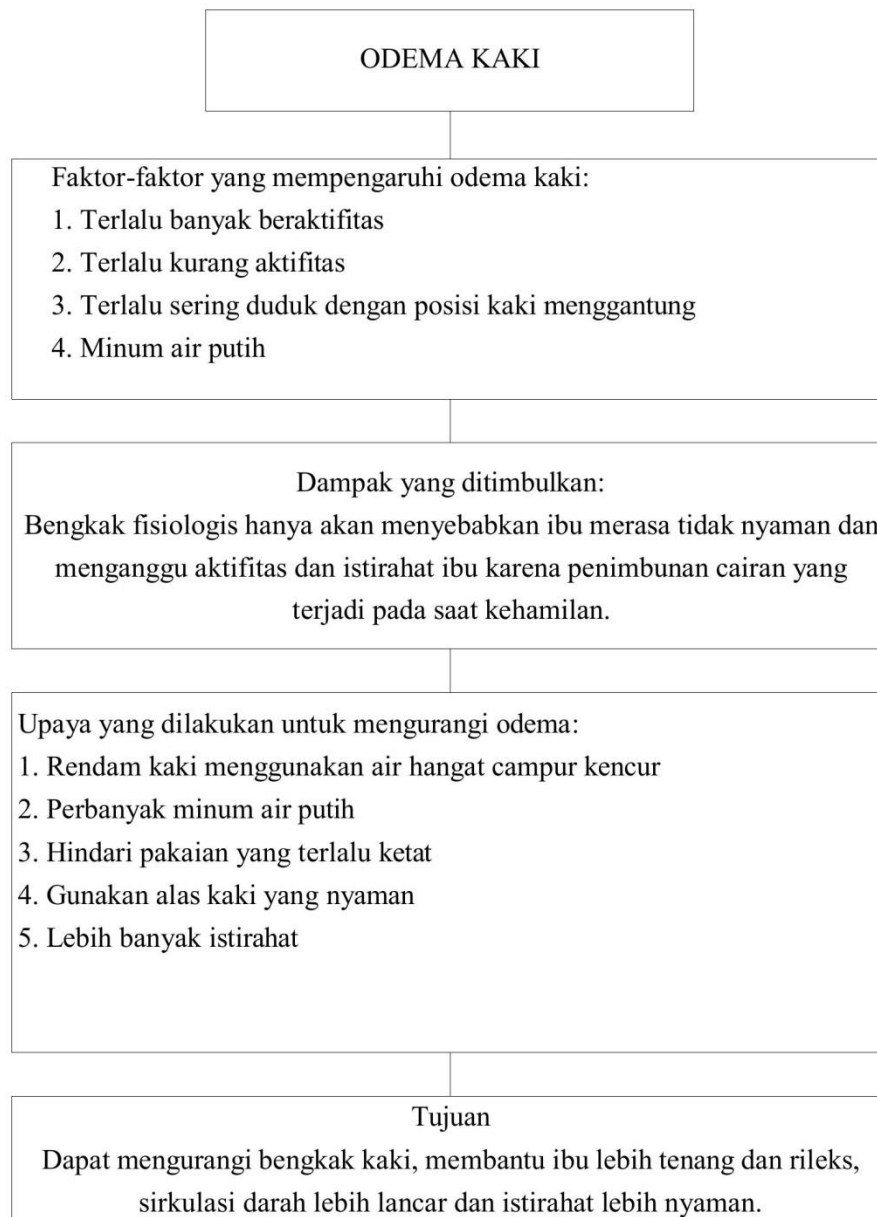 ODEMA KAKI
Faktor-faktor yang mempengaruhi odema kaki:
1. Terlalu banyak beraktifitas
2. Terlalu kurang aktifitas
3. Terlalu sering duduk dengan posisi kaki menggantung
4. Minum air putih
Dampak yang ditimbulkan:
Bengkak fisiologis hanya akan menyebabkan ibu merasa tidak nyaman dan
menganggu aktifitas dan istirahat ibu karena penimbunan cairan yang
terjadi pada saat kehamilan.
Upaya yang dilakukan untuk mengurangi odema:
1. Rendam kaki menggunakan air hangat campur kencur
2. Perbanyak minum air putih
3. Hindari pakaian yang terlalu ketat
4. Gunakan alas kaki yang nyaman
5. Lebih banyak istirahat
Tujuan
Dapat mengurangi bengkak kaki, membantu ibu lebih tenang dan rileks,
sirkulasi darah lebih lancar dan istirahat lebih nyaman.